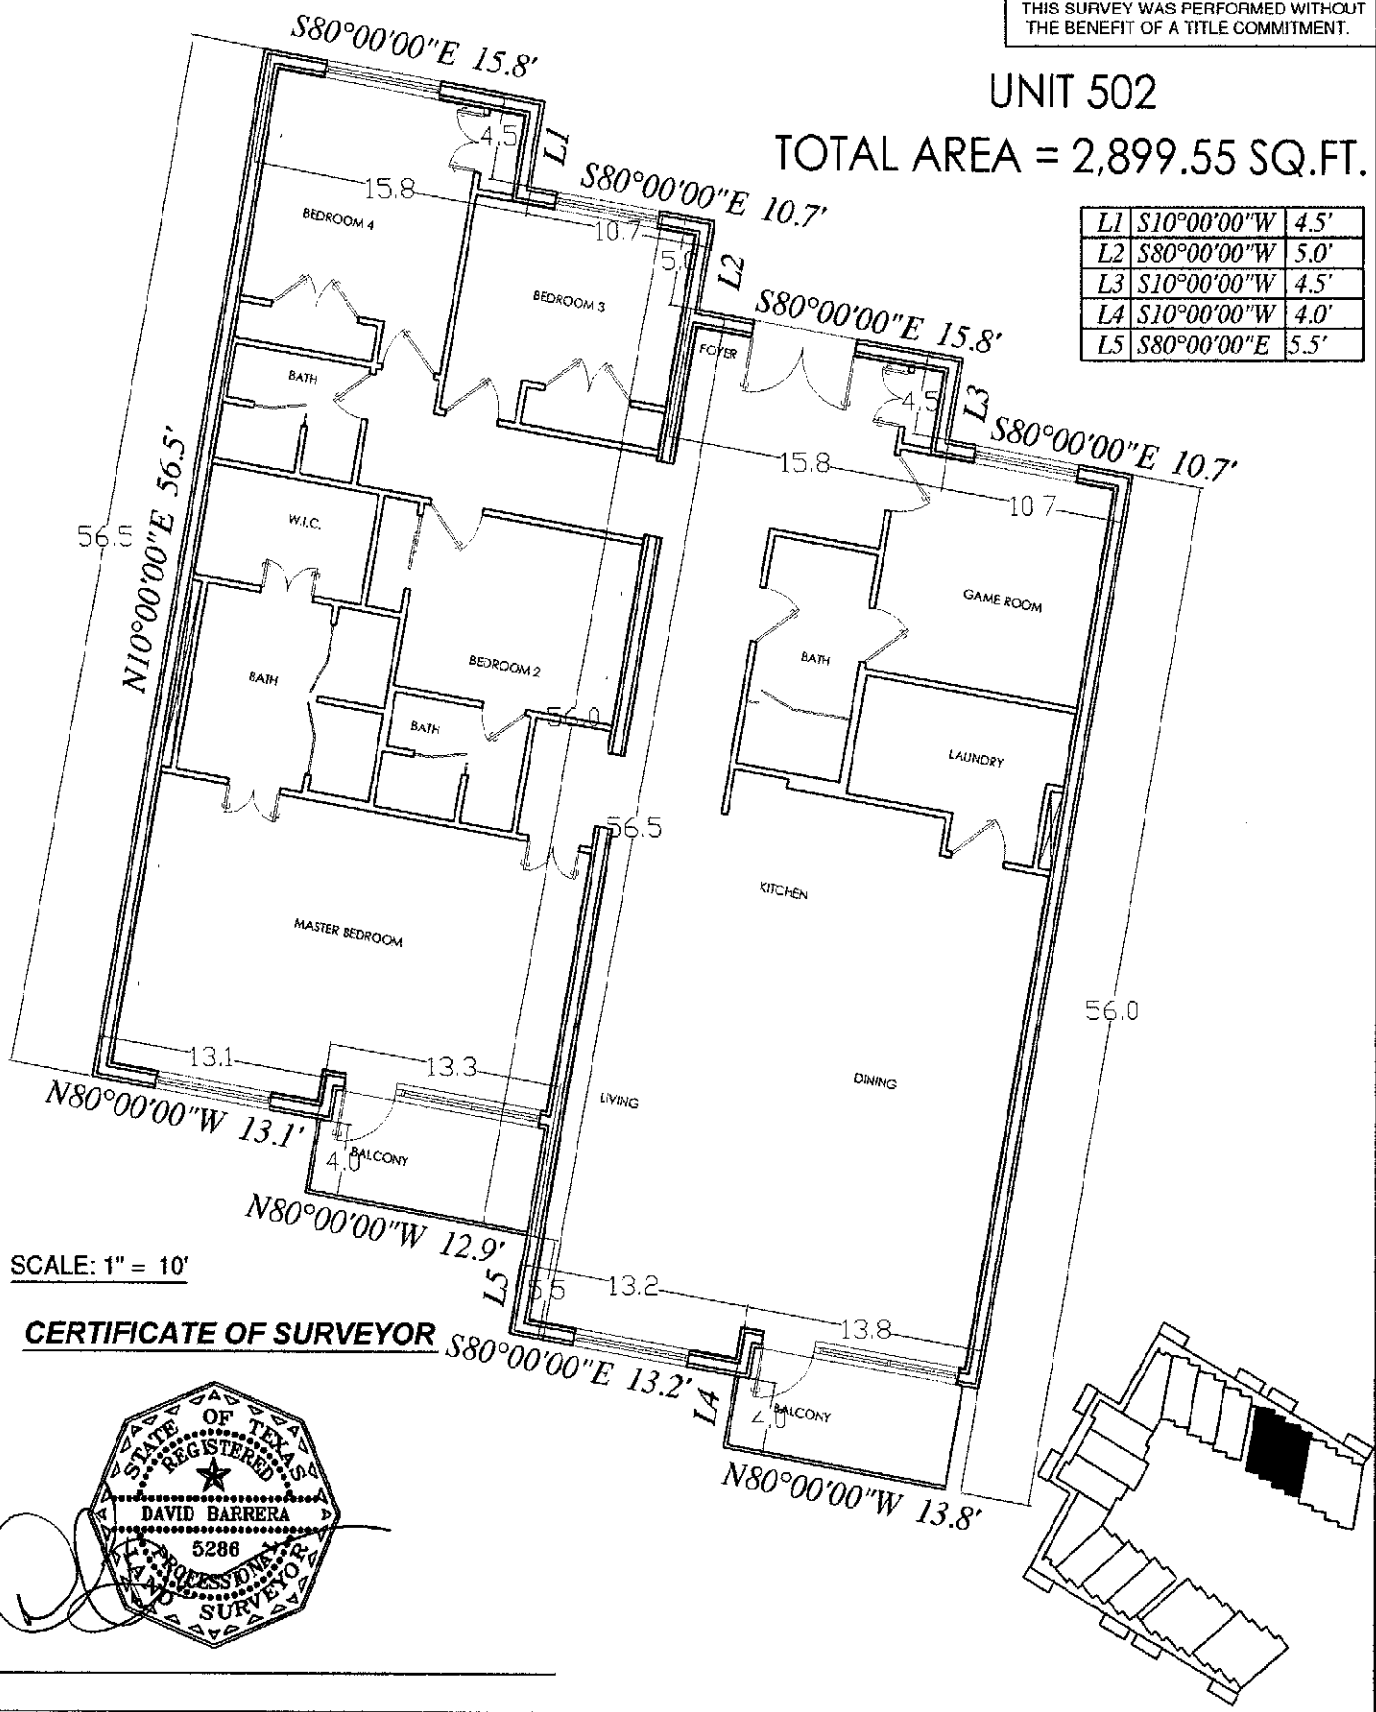 THIS SURVEY WAS PERFORMED WITHOUT
THE BENEFIT OF A TITLE COMMITMENT.
UNIT 502
TOTAL AREA = 2,899.55 SQ.FT.
L1 S10°00'00"W 4.5'
L2 S80°00'00"W 5.0'
L3 S10°00'00"W 4.5'
L4 S10°00'00"W 4.0'
L5 S80°00'00"E 5.5'
S80°00'00"E 15.8'
L1
4.5
S80°00'00"E 10.7'
15.8
BEDROOM 4
10.7
5.0
L2
BEDROOM 3
S80°00'00"E 15.8'
FOYER
BATH
4.5
L3
S80°00'00"E 10.7'
15.8
10.7
56.5
N10°00'00"E 56.5'
W.I.C.
GAME ROOM
BEDROOM 2
BATH
BATH
56.0
BATH
LAUNDRY
56.5
KITCHEN
MASTER BEDROOM
56.0
13.1
13.3
DINING
LIVING
N80°00'00"W 13.1'
4.0
BALCONY
N80°00'00"W 12.9'
L5
5.5
13.2
13.8
S80°00'00"E 13.2'
L4
4.0
BALCONY
N80°00'00"W 13.8'
SCALE: 1" = 10'
CERTIFICATE OF SURVEYOR
STATE OF TEXAS
REGISTERED
DAVID BARRERA
5286
PROFESSIONAL
LAND SURVEYOR